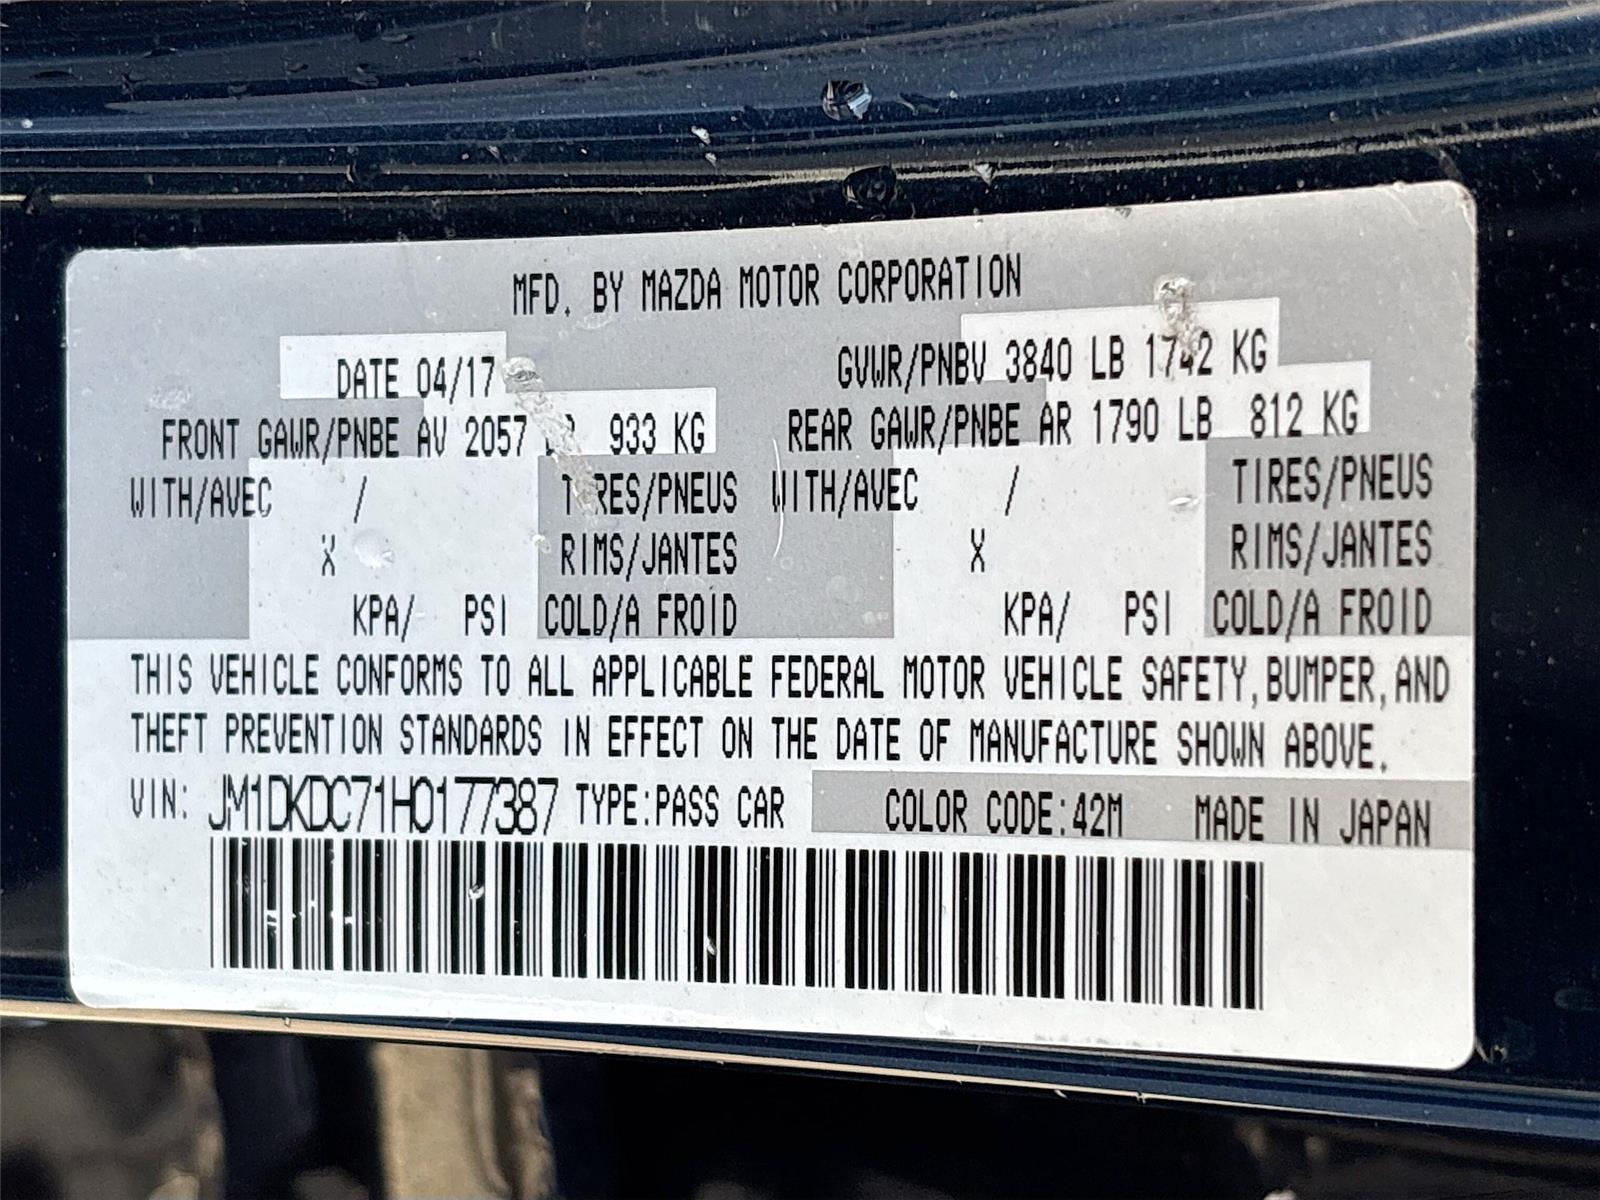 MFD. BY MAZDA MOTOR CORPORATION
DATE 04/17 GVWR/PNBV 3840 LB 1742 KG
FRONT GAWR/PNBE AV 2057 LB 933 KG REAR GAWR/PNBE AR 1790 LB 812 KG
WITH/AVEC / TIRES/PNEUS WITH/AVEC / TIRES/PNEUS
X RIMS/JANTES X RIMS/JANTES
KPA/ PSI COLD/A FROID KPA/ PSI COLD/A FROID
THIS VEHICLE CONFORMS TO ALL APPLICABLE FEDERAL MOTOR VEHICLE SAFETY, BUMPER, AND
THEFT PREVENTION STANDARDS IN EFFECT ON THE DATE OF MANUFACTURE SHOWN ABOVE.
VIN: JM1DKDC71H0177387 TYPE:PASS CAR COLOR CODE:42M MADE IN JAPAN